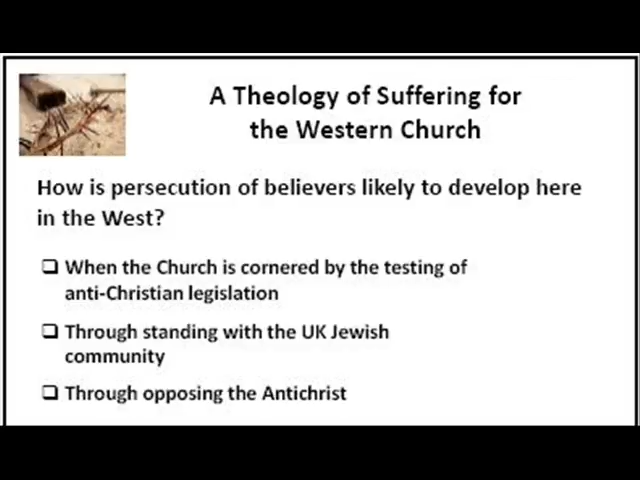 A Theology of Suffering for
the Western Church
How is persecution of believers likely to develop here
in the West?
❑ When the Church is cornered by the testing of
anti-Christian legislation
❑ Through standing with the UK Jewish
community
❑ Through opposing the Antichrist